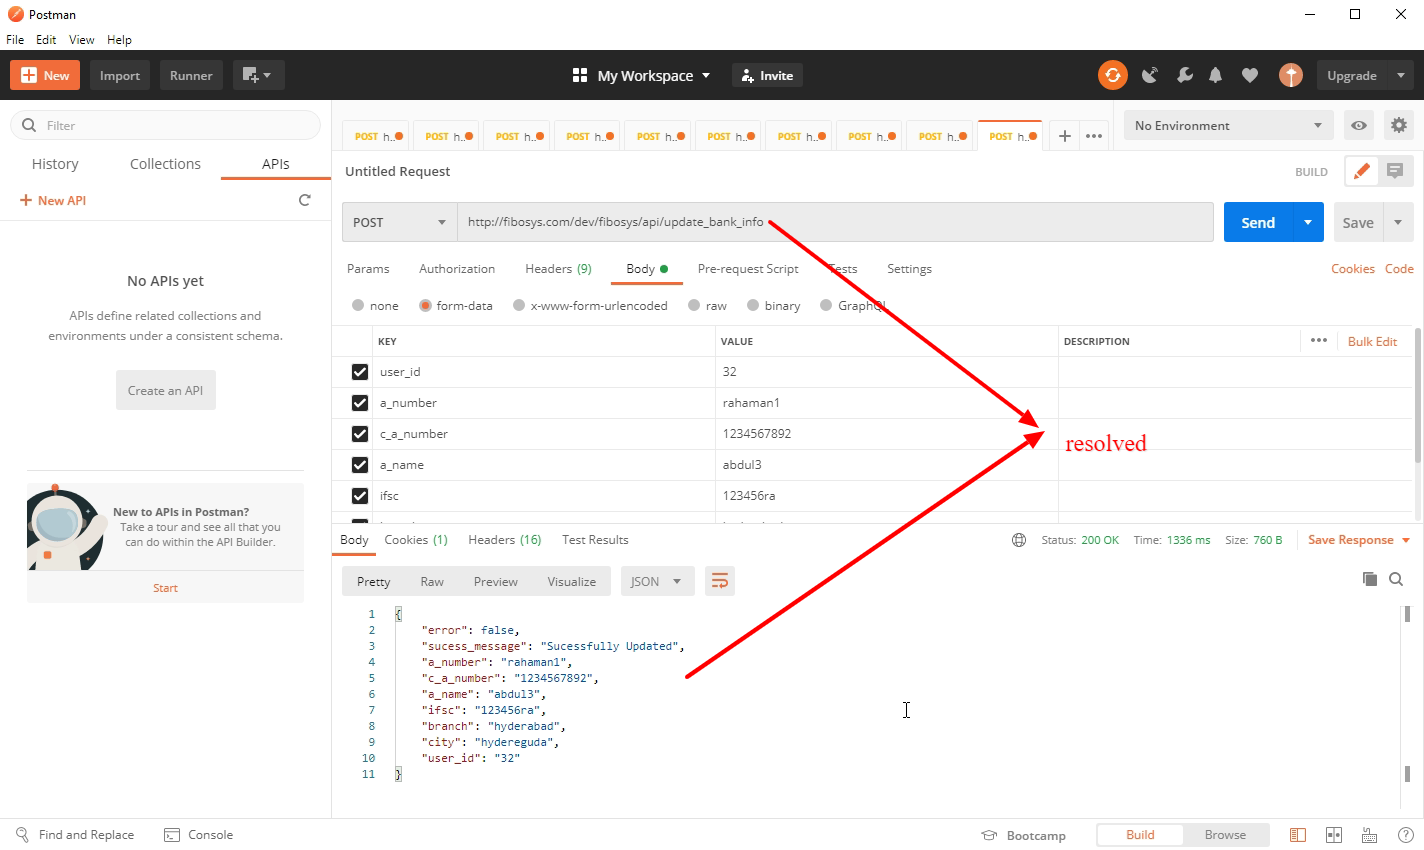 Postman
File Edit View Help
New Import Runner My Workspace Invite Upgrade
Filter
History Collections APIs
New API
No APIs yet
APIs define related collections and
environments under a consistent schema.
Create an API
New to APIs in Postman?
Take a tour and see all that you
can do within the API Builder.
Start
POST h.. POST h.. POST h.. POST h.. POST h.. POST h.. POST h.. POST h.. POST h.. POST h..
No Environment
Untitled Request BUILD
POST http://fibosys.com/dev/fibosys/api/update_bank_info Send Save
Params Authorization Headers (9) Body Pre-request Script Tests Settings Cookies Code
none form-data x-www-form-urlencoded raw binary GraphQL
KEY VALUE DESCRIPTION Bulk Edit
user_id 32
a_number rahaman1
c_a_number 1234567892
resolved
a_name abdul3
ifsc 123456ra
Body Cookies (1) Headers (16) Test Results Status: 200 OK Time: 1336 ms Size: 760 B Save Response
Pretty Raw Preview Visualize JSON
1 {
2 "error": false,
3 "sucess_message": "Sucessfully Updated",
4 "a_number": "rahaman1",
5 "c_a_number": "1234567892",
6 "a_name": "abdul3",
7 "ifsc": "123456ra",
8 "branch": "hyderabad",
9 "city": "hydereguda",
10 "user_id": "32"
11 }
Find and Replace Console Bootcamp Build Browse